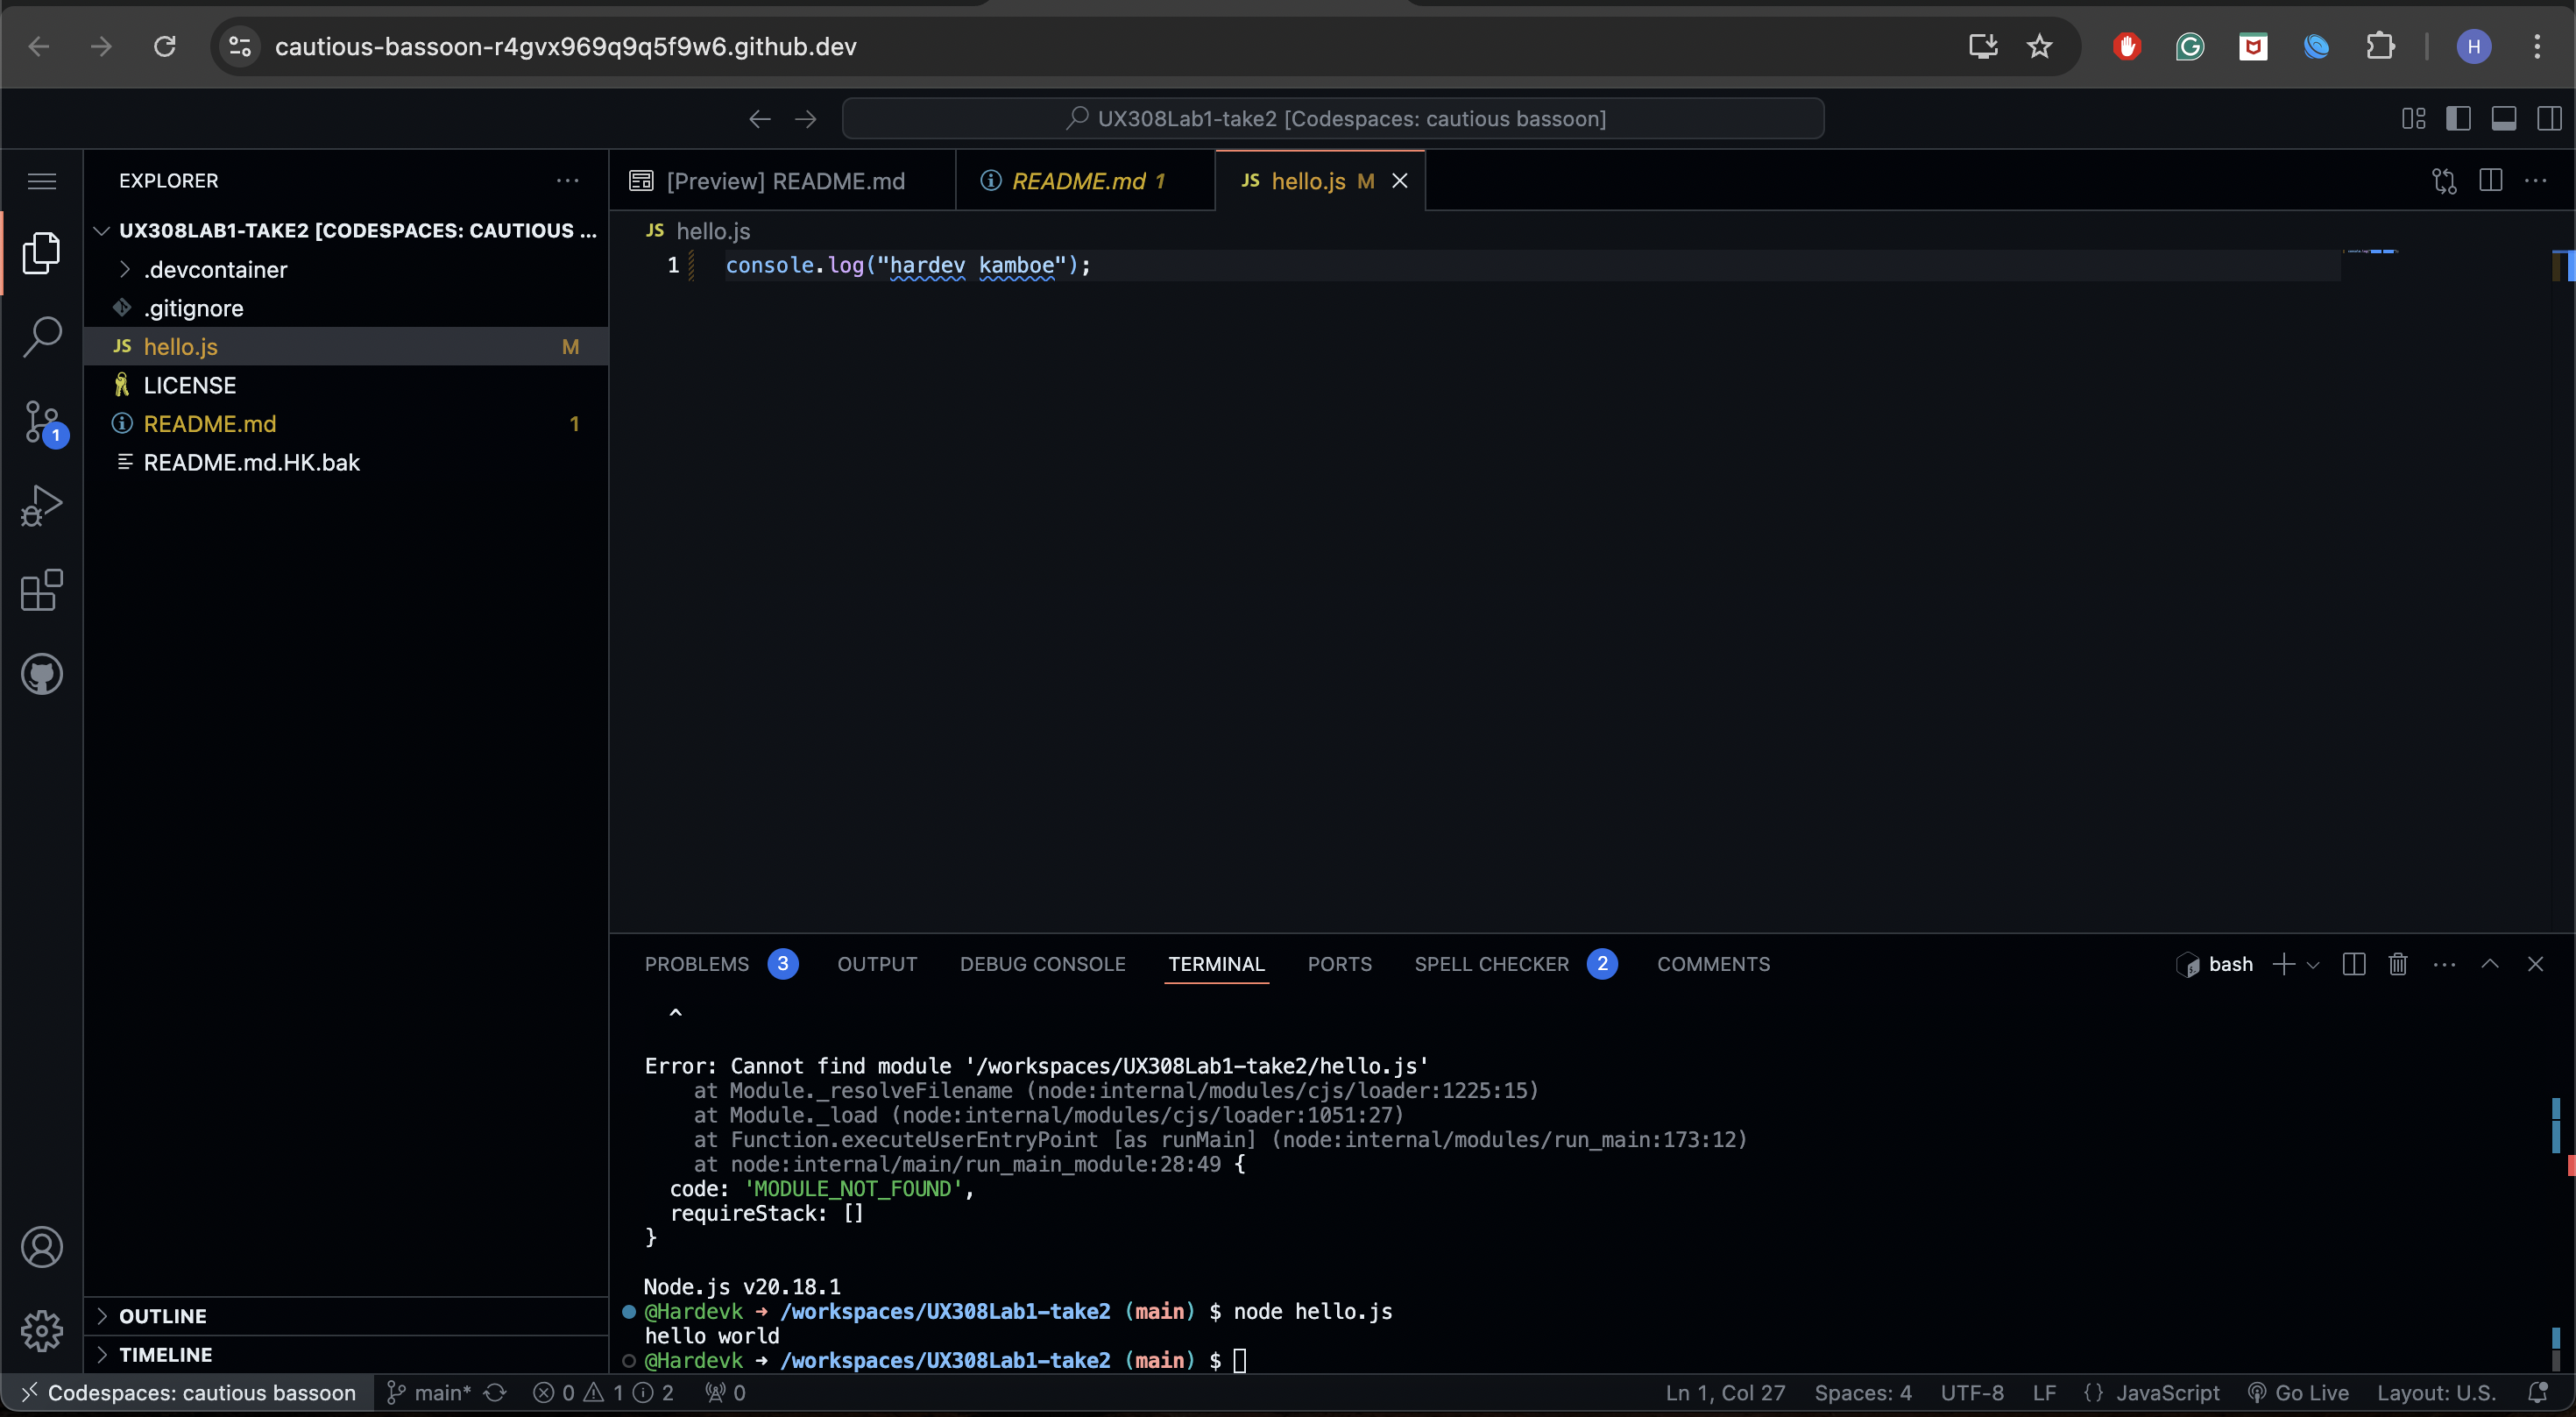 cautious-bassoon-r4gvx969q9q5f9w6.github.dev
H
UX308Lab1-take2 [Codespaces: cautious bassoon]
EXPLORER
UX308LAB1-TAKE2 [CODESPACES: CAUTIOUS ...
.devcontainer
.gitignore
JS hello.js M
LICENSE
README.md 1
README.md.HK.bak
1
OUTLINE
TIMELINE
[Preview] README.md
README.md 1
JS hello.js M
JS hello.js
1 console.log("hardev kamboe");
PROBLEMS 3 OUTPUT DEBUG CONSOLE TERMINAL PORTS SPELL CHECKER 2 COMMENTS
bash
^
Error: Cannot find module '/workspaces/UX308Lab1-take2/hello.js'
at Module._resolveFilename (node:internal/modules/cjs/loader:1225:15)
at Module._load (node:internal/modules/cjs/loader:1051:27)
at Function.executeUserEntryPoint [as runMain] (node:internal/modules/run_main:173:12)
at node:internal/main/run_main_module:28:49 {
code: 'MODULE_NOT_FOUND',
requireStack: []
}
Node.js v20.18.1
@Hardevk ➜ /workspaces/UX308Lab1-take2 (main) $ node hello.js
hello world
@Hardevk ➜ /workspaces/UX308Lab1-take2 (main) $
Codespaces: cautious bassoon main* 0 1 2 0 Ln 1, Col 27 Spaces: 4 UTF-8 LF {} JavaScript Go Live Layout: U.S.